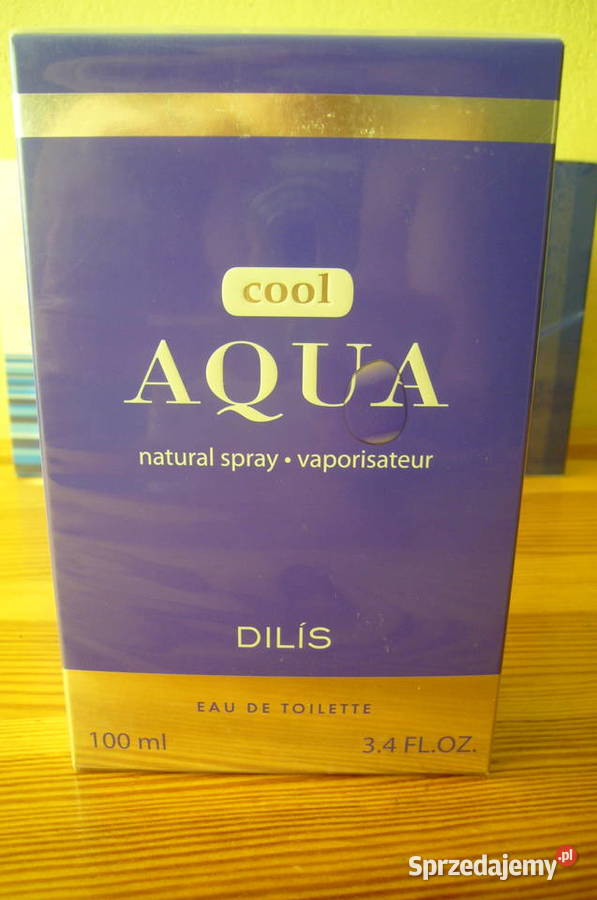 cool
AQUA
natural spray • vaporisateur
DILÍS
EAU DE TOILETTE
100 ml 3.4 FL.OZ.
Sprzedajemy.pl